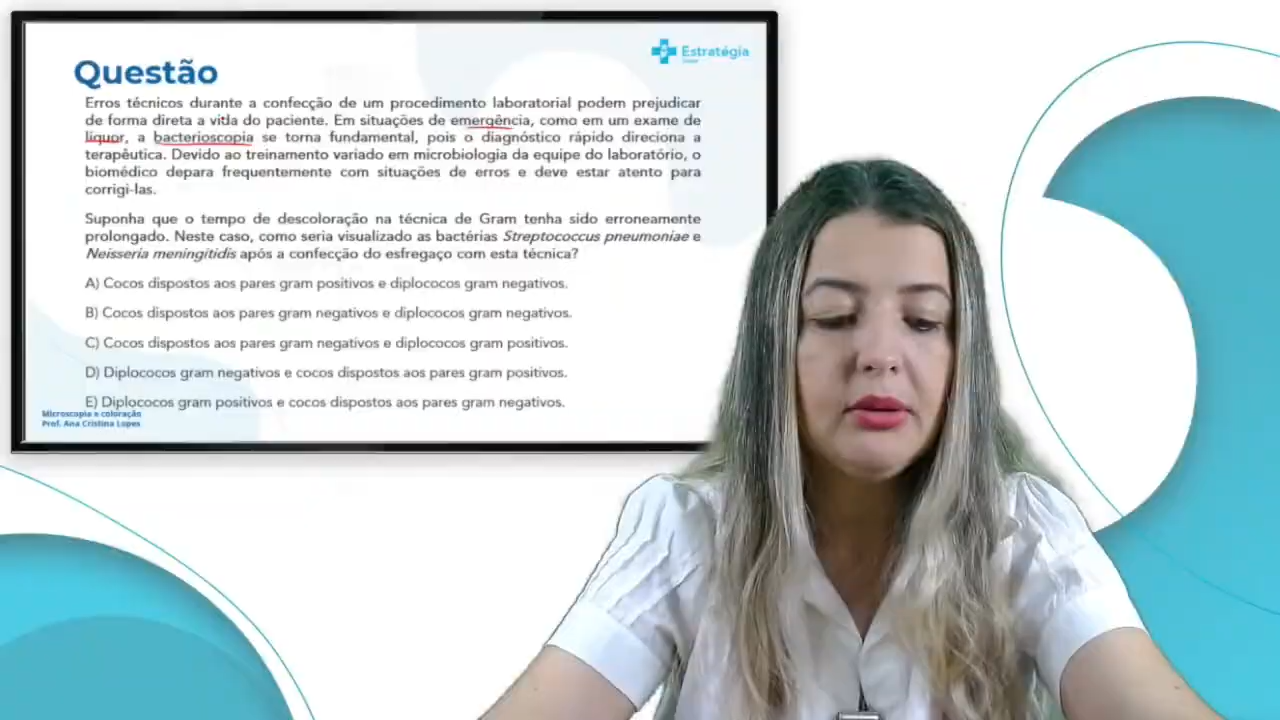 Estratégia
Questão
Erros técnicos durante a confecção de um procedimento laboratorial podem prejudicar
de forma direta a vida do paciente. Em situações de emergência, como em um exame de
líquor, a bacterioscopia se torna fundamental, pois o diagnóstico rápido direciona a
terapêutica. Devido ao treinamento variado em microbiologia da equipe do laboratório, o
biomédico depara frequentemente com situações de erros e deve estar atento para
corrigi-las.
Suponha que o tempo de descoloração na técnica de Gram tenha sido erroneamente
prolongado. Neste caso, como seria visualizado as bactérias Streptococcus pneumoniae e
Neisseria meningitidis após a confecção do esfregaço com esta técnica?
A) Cocos dispostos aos pares gram positivos e diplococos gram negativos.
B) Cocos dispostos aos pares gram negativos e diplococos gram negativos.
C) Cocos dispostos aos pares gram negativos e diplococos gram positivos.
D) Diplococos gram negativos e cocos dispostos aos pares gram positivos.
E) Diplococos gram positivos e cocos dispostos aos pares gram negativos.
Microscopia e coloração
Prof. Ana Cristina Lopes